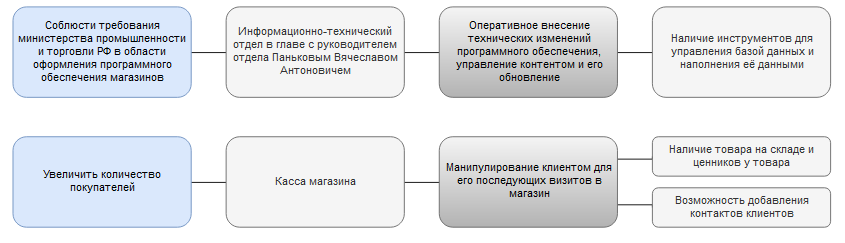 Соблюсти требования
министерства промышленности
и торговли РФ в области
оформления программного
обеспечения магазинов
Информационно-технический
отдел в главе с руководителем
отдела Паньковым Вячеславом
Антоновичем
Оперативное внесение
технических изменений
программного обеспечения,
управление контентом и его
обновление
Наличие инструментов для
управления базой данных и
наполнения её данными
Увеличить количество
покупателей
Касса магазина
Манипулирование клиентом для
его последующих визитов в
магазин
Наличие товара на складе и
ценников у товара
Возможность добавления
контактов клиентов